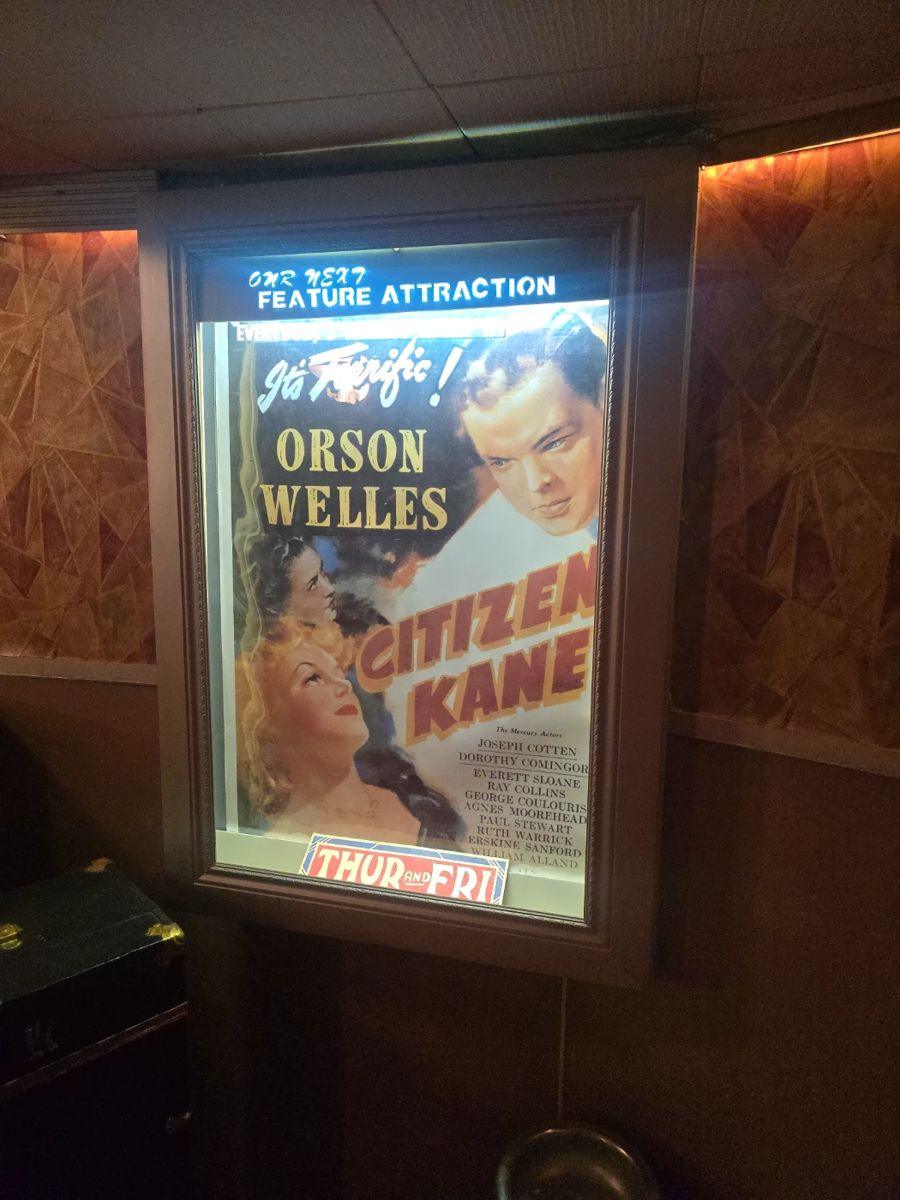 OUR NEXT
FEATURE ATTRACTION
It's Terrific!
ORSON
WELLES
CITIZEN
KANE
The Mercury Actors
JOSEPH COTTEN
DOROTHY COMINGOR
EVERETT SLOANE
RAY COLLINS
GEORGE COULOURIS
AGNES MOOREHEAD
PAUL STEWART
RUTH WARRICK
ERSKINE SANFORD
WILLIAM ALLAND
THUR AND FRI